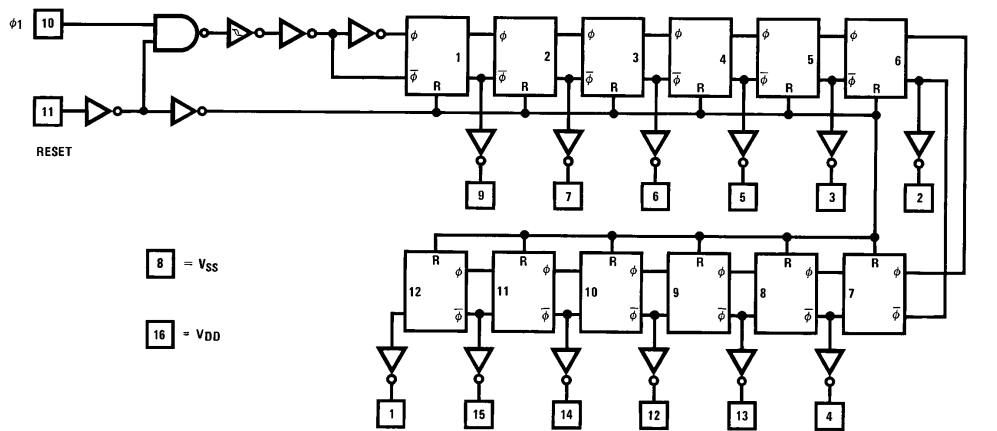 ϕ1 10
ϕ ϕ ϕ ϕ ϕ ϕ
1 2 3 4 5 6
ϕ̅ ϕ̅ ϕ̅ ϕ̅ ϕ̅ ϕ̅
R R R R R R
11
RESET
9 7 6 5 3 2
8 = VSS
R R R R R R
ϕ ϕ ϕ ϕ ϕ ϕ
12 11 10 9 8 7
ϕ̅ ϕ̅ ϕ̅ ϕ̅ ϕ̅ ϕ̅
16 = VDD
1 15 14 12 13 4